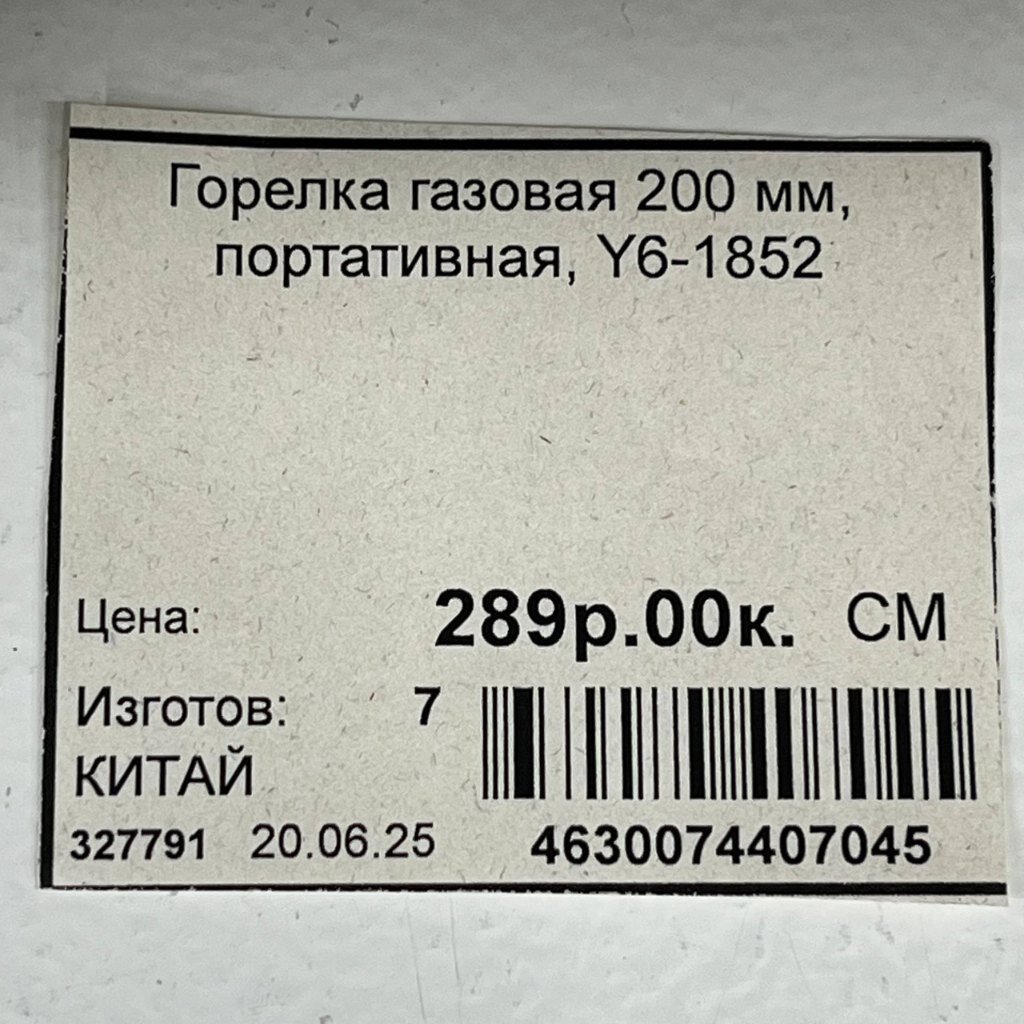 Горелка газовая 200 мм,
портативная, Y6-1852
Цена: 289р.00к. СМ
Изготов: 7
КИТАЙ
327791 20.06.25 4630074407045